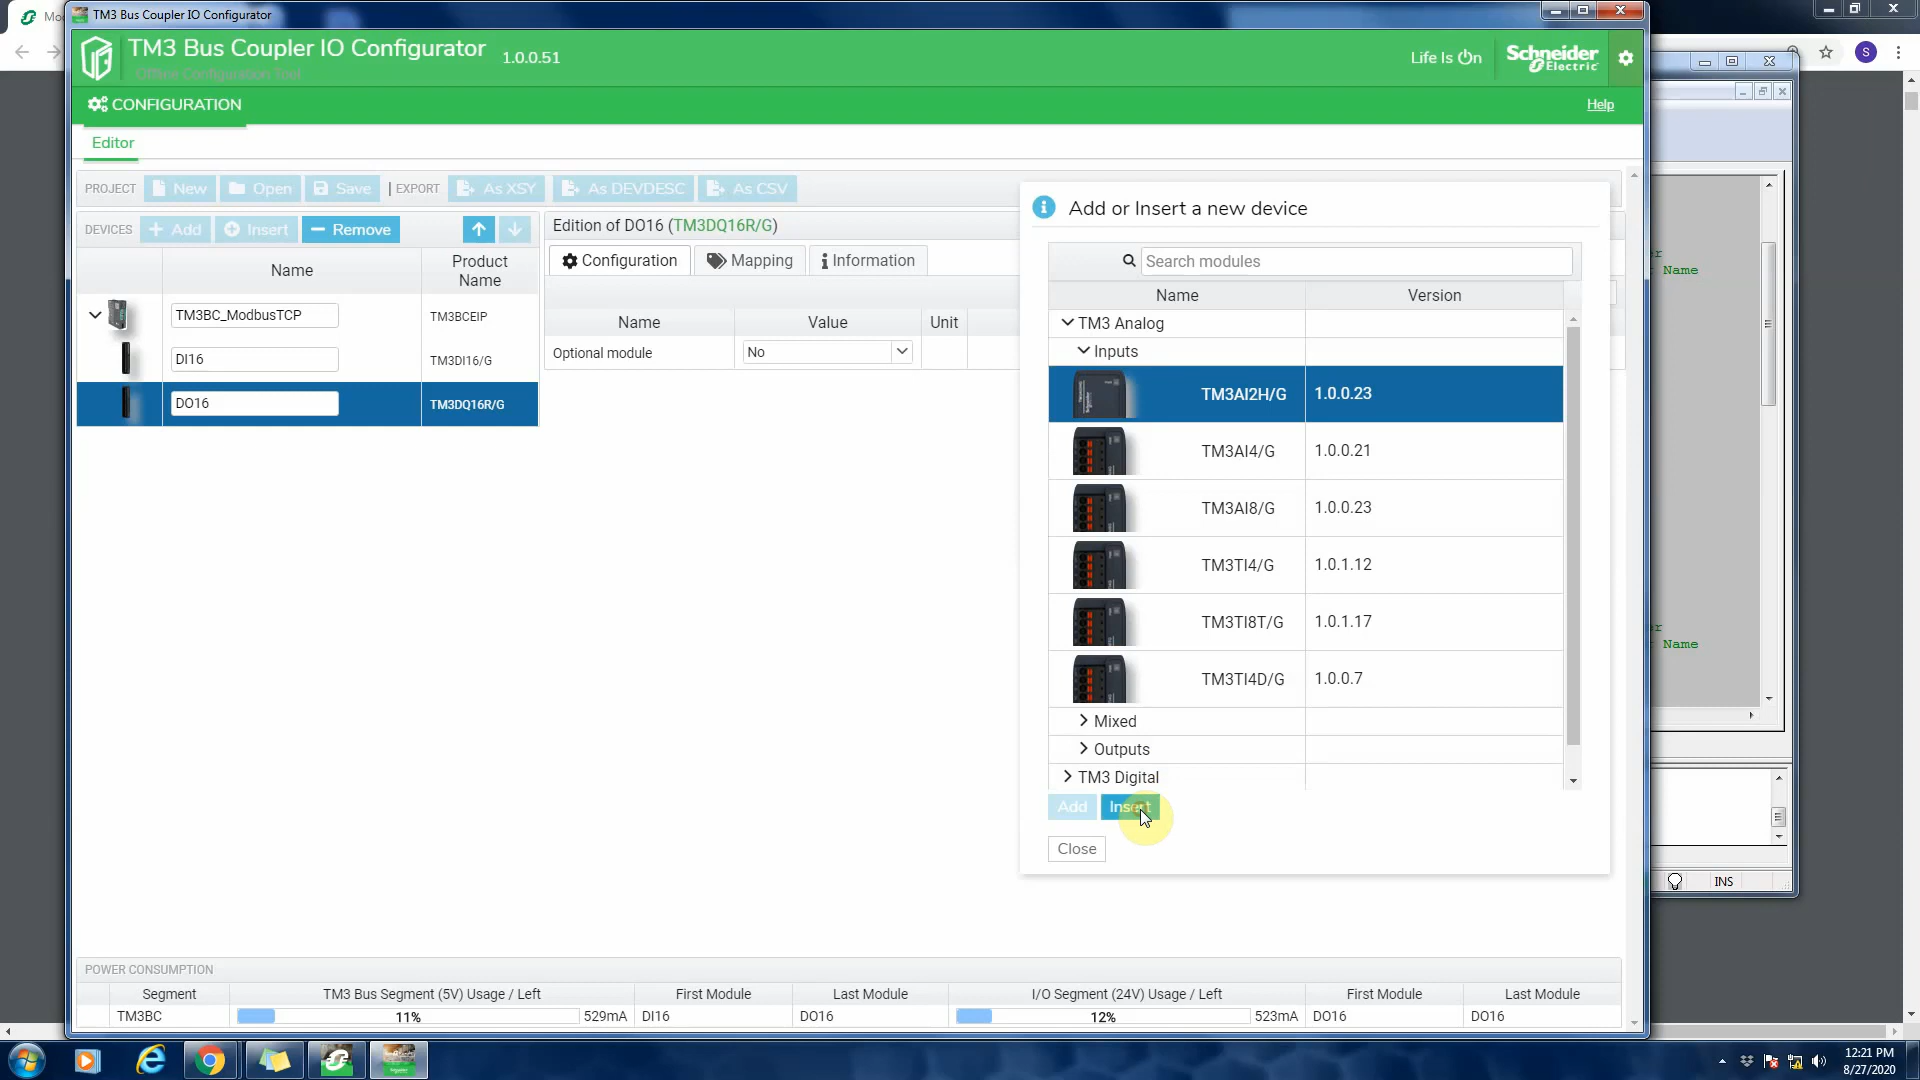 TM3 Bus Coupler IO Configurator
TM3 Bus Coupler IO Configurator 1.0.0.51
Offline Configuration Tool
Life Is On
Schneider Electric
CONFIGURATION
Help
Editor
PROJECT New Open Save | EXPORT As XSY As DEVDESC As CSV
DEVICES Add Insert Remove
Name Product Name
TM3BC_ModbusTCP TM3BCEIP
DI16 TM3DI16/G
DO16 TM3DQ16R/G
Edition of DO16 (TM3DQ16R/G)
Configuration Mapping Information
Name Value Unit
Optional module No
Add or Insert a new device
Search modules
Name Version
TM3 Analog
Inputs
TM3AI2H/G 1.0.0.23
TM3AI4/G 1.0.0.21
TM3AI8/G 1.0.0.23
TM3TI4/G 1.0.1.12
TM3TI8T/G 1.0.1.17
TM3TI4D/G 1.0.0.7
Mixed
Outputs
TM3 Digital
Add Insert
Close
Name
Name
S
INS
POWER CONSUMPTION
Segment TM3 Bus Segment (5V) Usage / Left First Module Last Module I/O Segment (24V) Usage / Left First Module Last Module
TM3BC 11% 529mA DI16 DO16 12% 523mA DO16 DO16
12:21 PM
8/27/2020